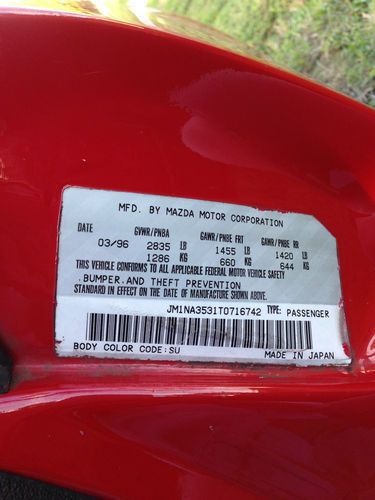 MFD. BY MAZDA MOTOR CORPORATION
DATE GVWR/PNBA GAWR/PNBE FRT GAWR/PNBE RR
03/96 2835 LB 1455 LB 1420 LB
1286 KG 660 KG 644 KG
THIS VEHICLE CONFORMS TO ALL APPLICABLE FEDERAL MOTOR VEHICLE SAFETY
, BUMPER, AND THEFT PREVENTION
STANDARD IN EFFECT ON THE DATE OF MANUFACTURE SHOWN ABOVE.
JM1NA3531T0716742 TYPE: PASSENGER
BODY COLOR CODE: SU MADE IN JAPAN